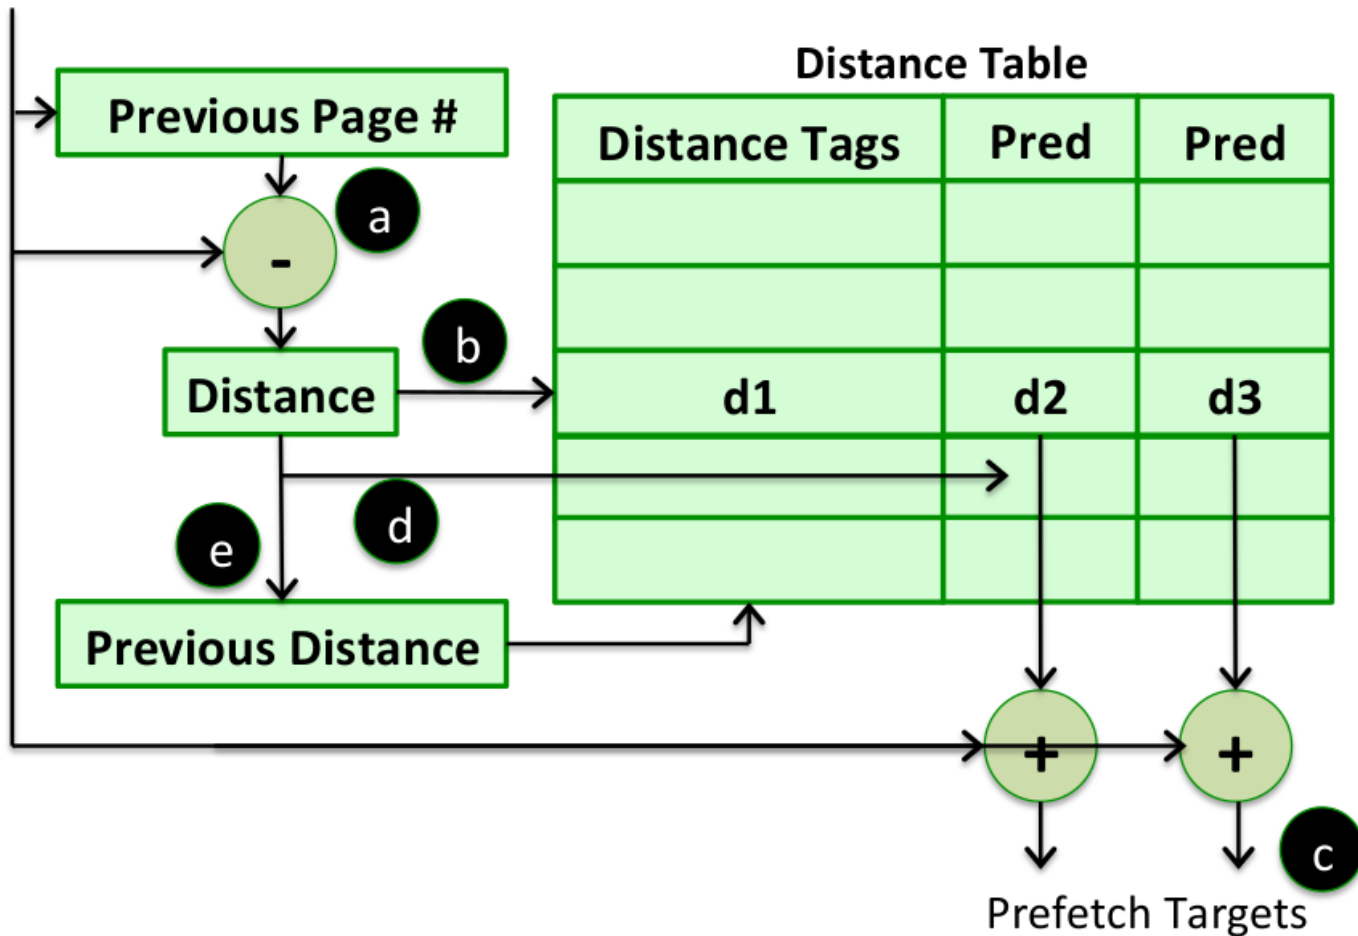 Distance Table
Previous Page #
Distance Tags Pred Pred
a
-
b
Distance
d1 d2 d3
d
e
Previous Distance
+ +
c
Prefetch Targets